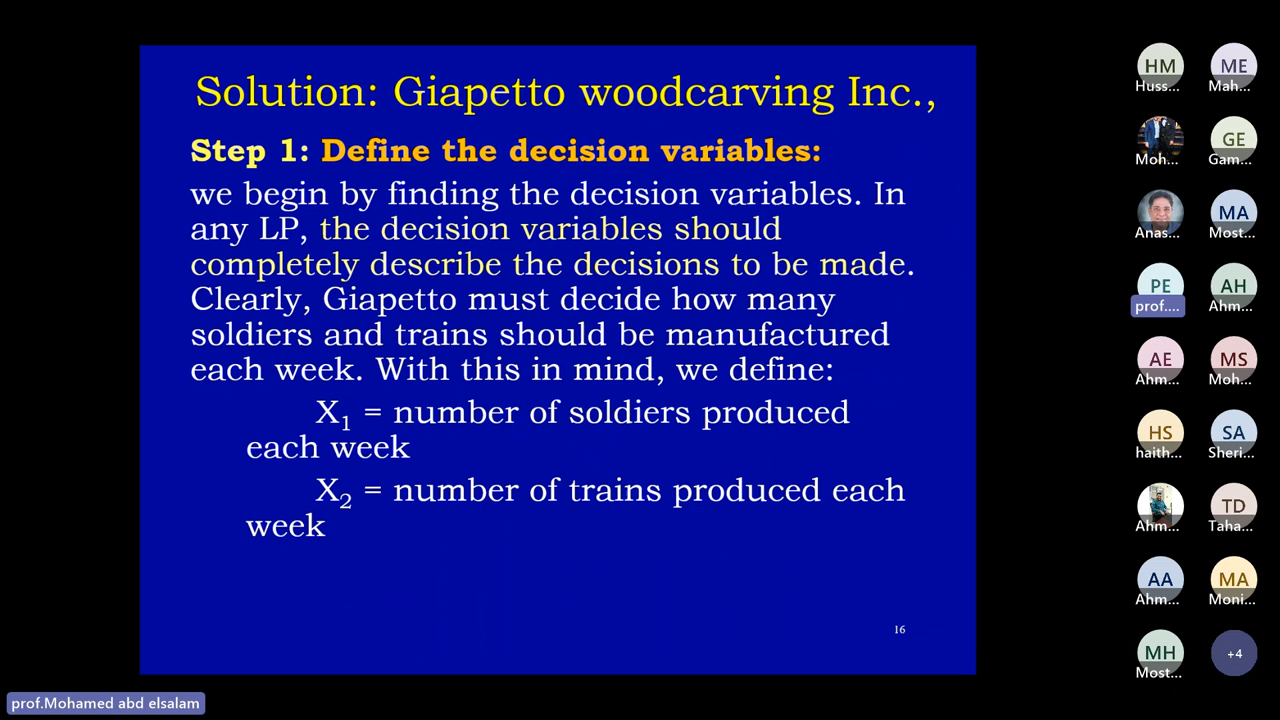 Solution: Giapetto woodcarving Inc.,
Step 1: Define the decision variables:
we begin by finding the decision variables. In
any LP, the decision variables should
completely describe the decisions to be made.
Clearly, Giapetto must decide how many
soldiers and trains should be manufactured
each week. With this in mind, we define:
X1 = number of soldiers produced
each week
X2 = number of trains produced each
week
16
HM ME
Huss... Mah...
GE
Moh... Gam...
MA
Anas... Most...
PE AH
prof.... Ahm...
AE MS
Ahm... Moh...
HS SA
haith... Sheri...
TD
Ahm... Taha...
AA MA
Ahm... Moni...
MH +4
Most...
prof.Mohamed abd elsalam